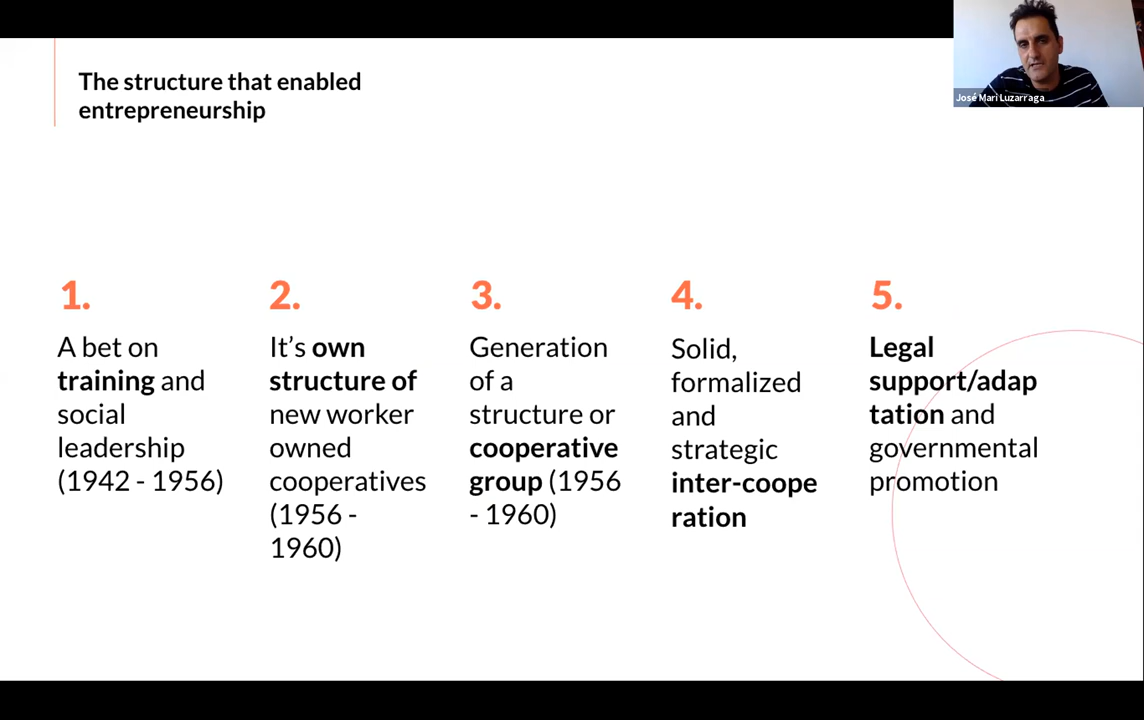 The structure that enabled
entrepreneurship
José Mari Luzarraga
1.
A bet on
training and
social
leadership
(1942 - 1956)
2.
It’s own
structure of
new worker
owned
cooperatives
(1956 -
1960)
3.
Generation
of a
structure or
cooperative
group (1956
- 1960)
4.
Solid,
formalized
and
strategic
inter-coope
ration
5.
Legal
support/adap
tation and
governmental
promotion